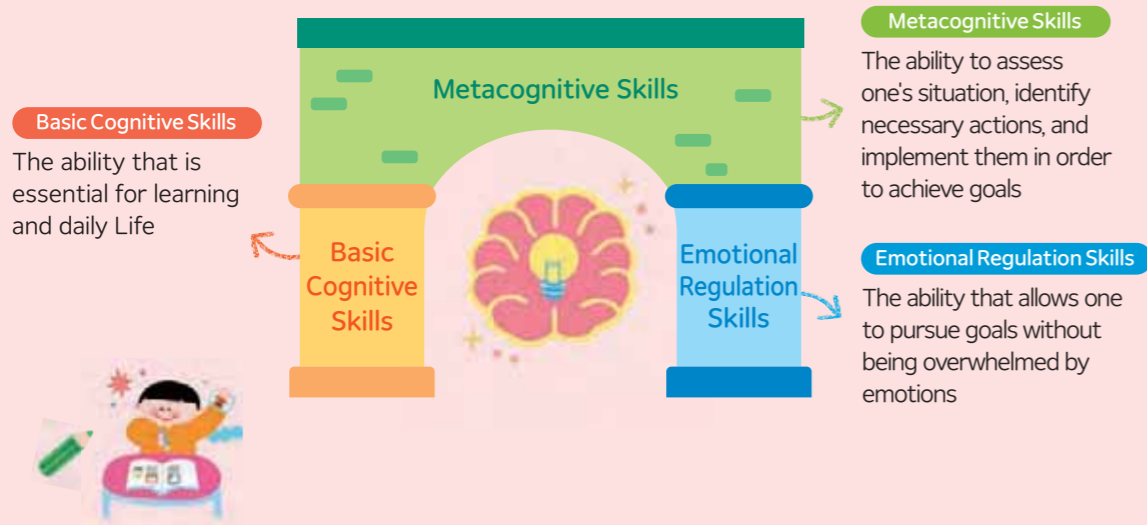 Metacognitive Skills
Basic
Cognitive
Skills
Emotional
Regulation
Skills
Basic Cognitive Skills
The ability that is
essential for learning
and daily Life
Metacognitive Skills
The ability to assess
one's situation, identify
necessary actions, and
implement them in order
to achieve goals
Emotional Regulation Skills
The ability that allows one
to pursue goals without
being overwhelmed by
emotions